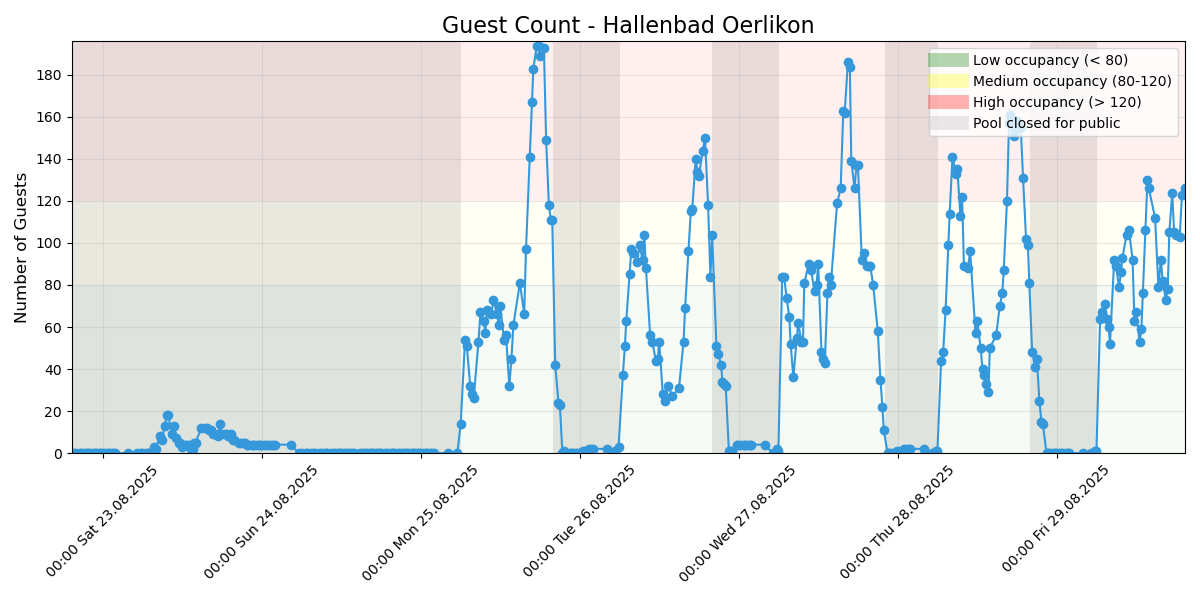 Guest Count - Hallenbad Oerlikon
Number of Guests
180
160
140
120
100
80
60
40
20
0
Low occupancy (< 80)
Medium occupancy (80-120)
High occupancy (> 120)
Pool closed for public
00:00 Sat 23.08.2025
00:00 Sun 24.08.2025
00:00 Mon 25.08.2025
00:00 Tue 26.08.2025
00:00 Wed 27.08.2025
00:00 Thu 28.08.2025
00:00 Fri 29.08.2025